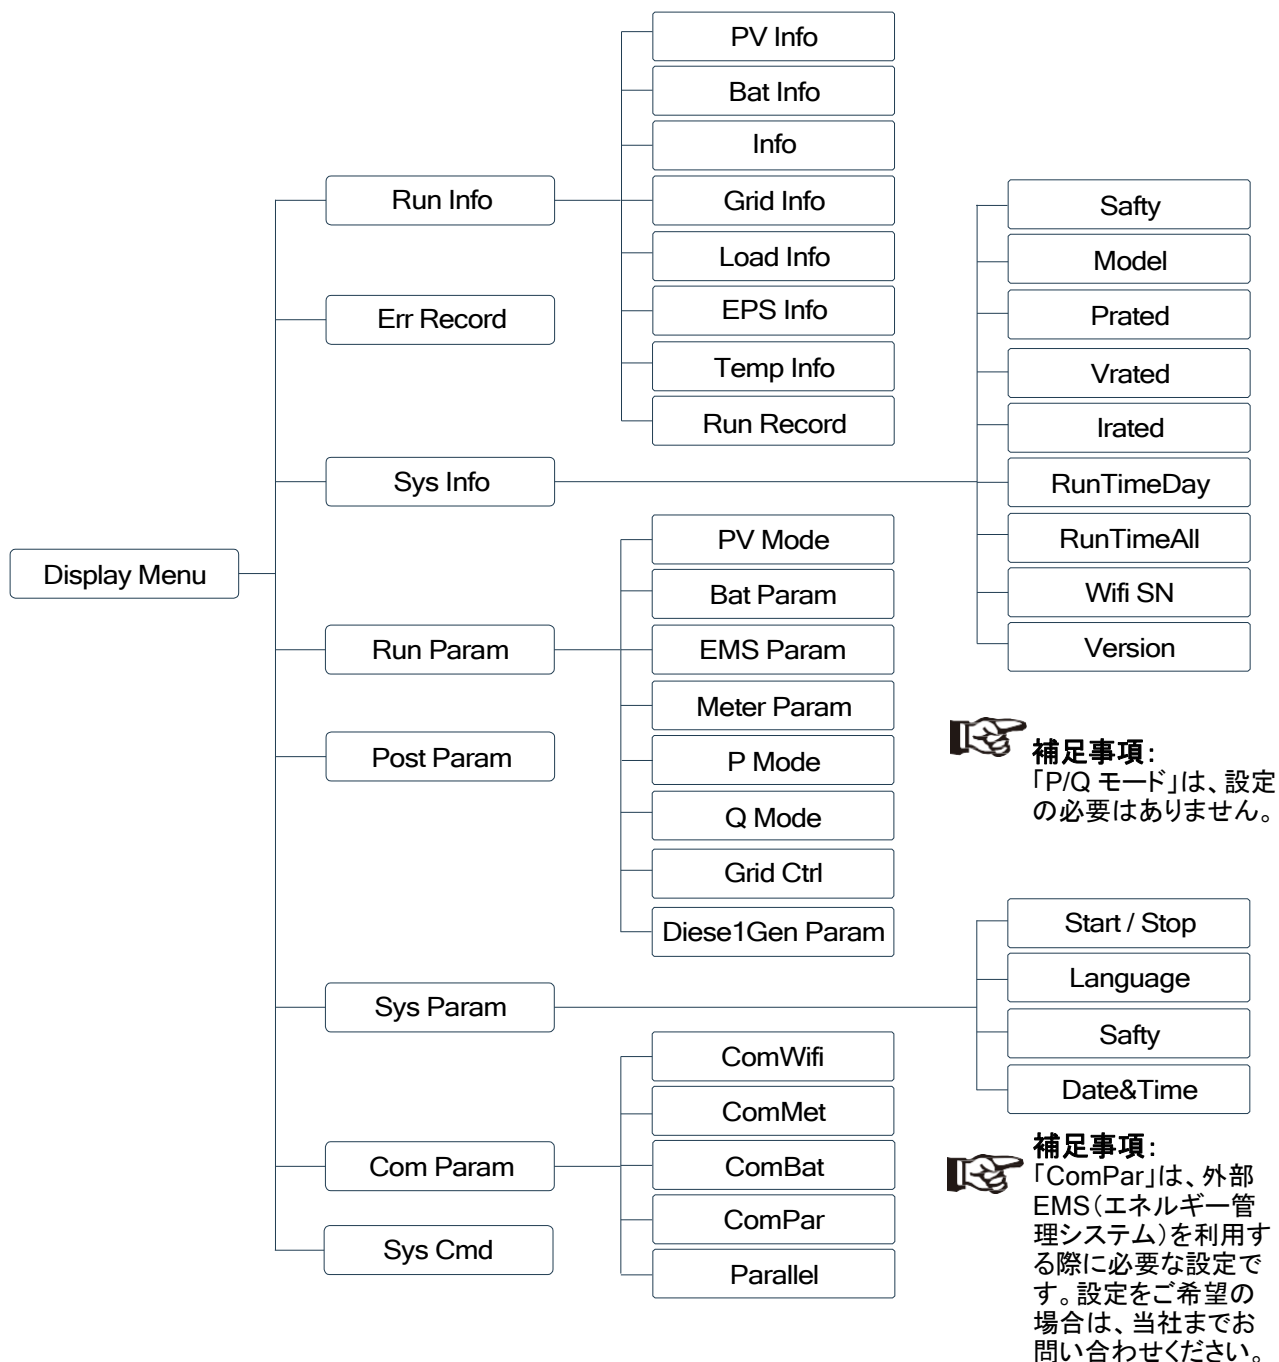 Display Menu
Run Info
Err Record
Sys Info
Run Param
Post Param
Sys Param
Com Param
Sys Cmd
PV Info
Bat Info
Info
Grid Info
Load Info
EPS Info
Temp Info
Run Record
PV Mode
Bat Param
EMS Param
Meter Param
P Mode
Q Mode
Grid Ctrl
Diese1Gen Param
ComWifi
ComMet
ComBat
ComPar
Parallel
Safty
Model
Prated
Vrated
Irated
RunTimeDay
RunTimeAll
Wifi SN
Version
補足事項：
「P/Q モード」は、設定
の必要はありません。
Start / Stop
Language
Safty
Date&Time
補足事項：
「ComPar」は、外部
EMS（エネルギー管
理システム）を利用す
る際に必要な設定で
す。設定をご希望の
場合は、当社までお
問い合わせください。